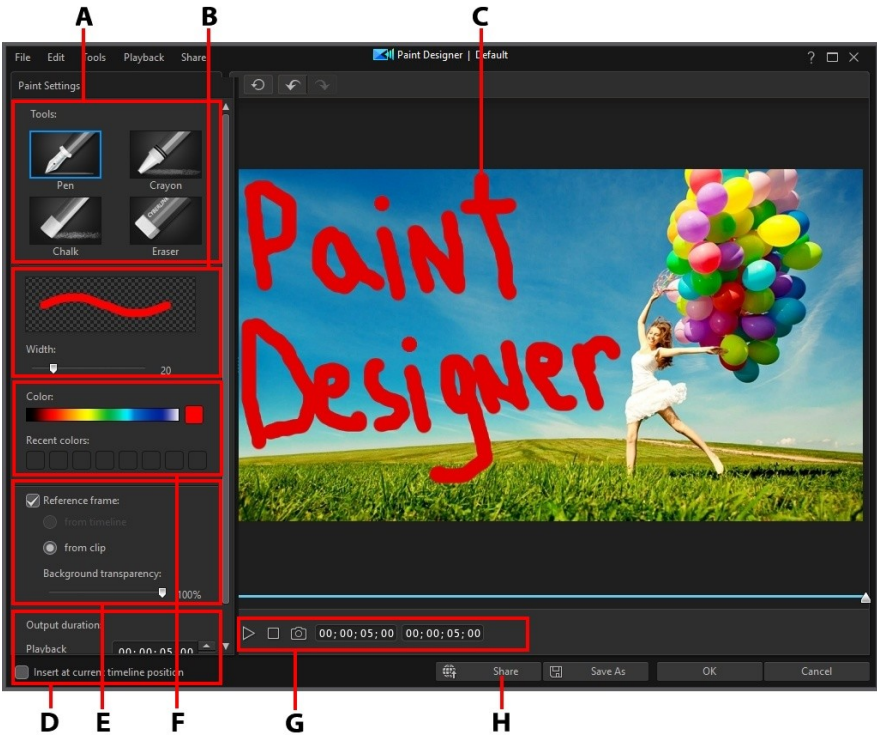 A B C
File Edit Tools Playback Share Paint Designer | Default ?
Paint Settings
Tools:
Pen Crayon
Chalk Eraser
Width:
20
Color:
Recent colors:
Reference frame:
from timeline
from clip
Background transparency:
100%
Output duration
Playback 00;00;05;00
Insert at current timeline position
Paint
Designer
00;00;05;00 00;00;05;00
Share Save As OK Cancel
D E F G H